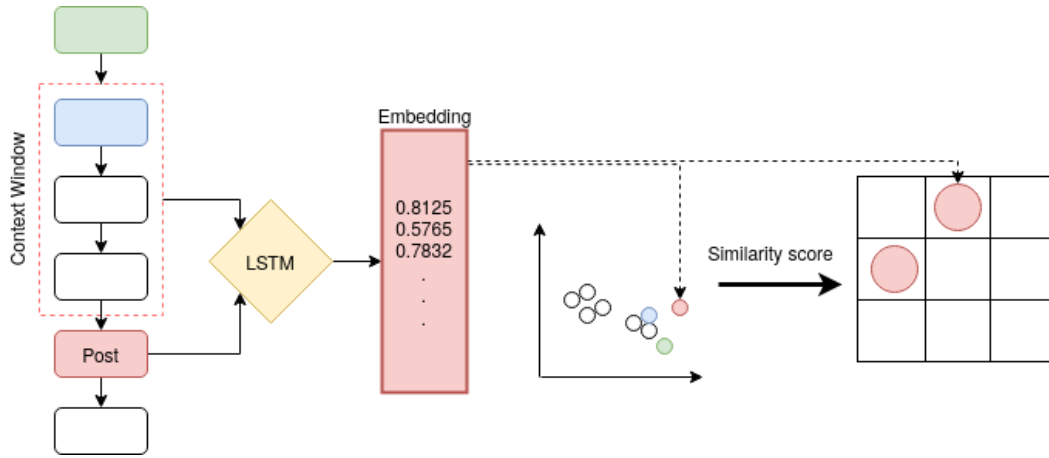 Context Window
Post
LSTM
Embedding
0.8125
0.5765
0.7832
.
.
.
Similarity score